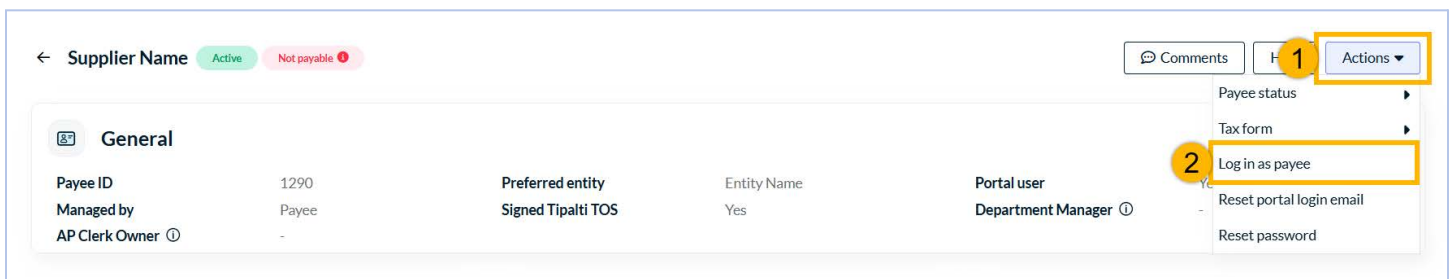 ← Supplier Name Active Not payable Comments 1 Actions
Payee status
General Tax form
2 Log in as payee
Payee ID 1290 Preferred entity Entity Name Portal user
Managed by Payee Signed Tipalti TOS Yes Department Manager - Reset portal login email
AP Clerk Owner - Reset password